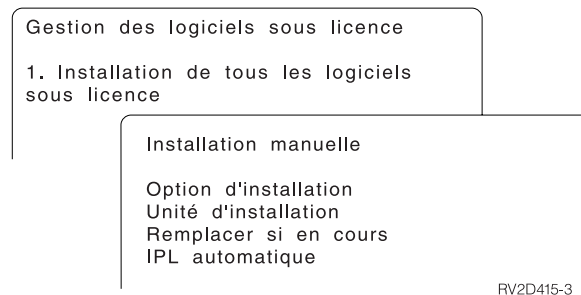 Gestion des logiciels sous licence
1. Installation de tous les logiciels
sous licence
Installation manuelle
Option d'installation
Unité d'installation
Remplacer si en cours
IPL automatique
RV2D415-3